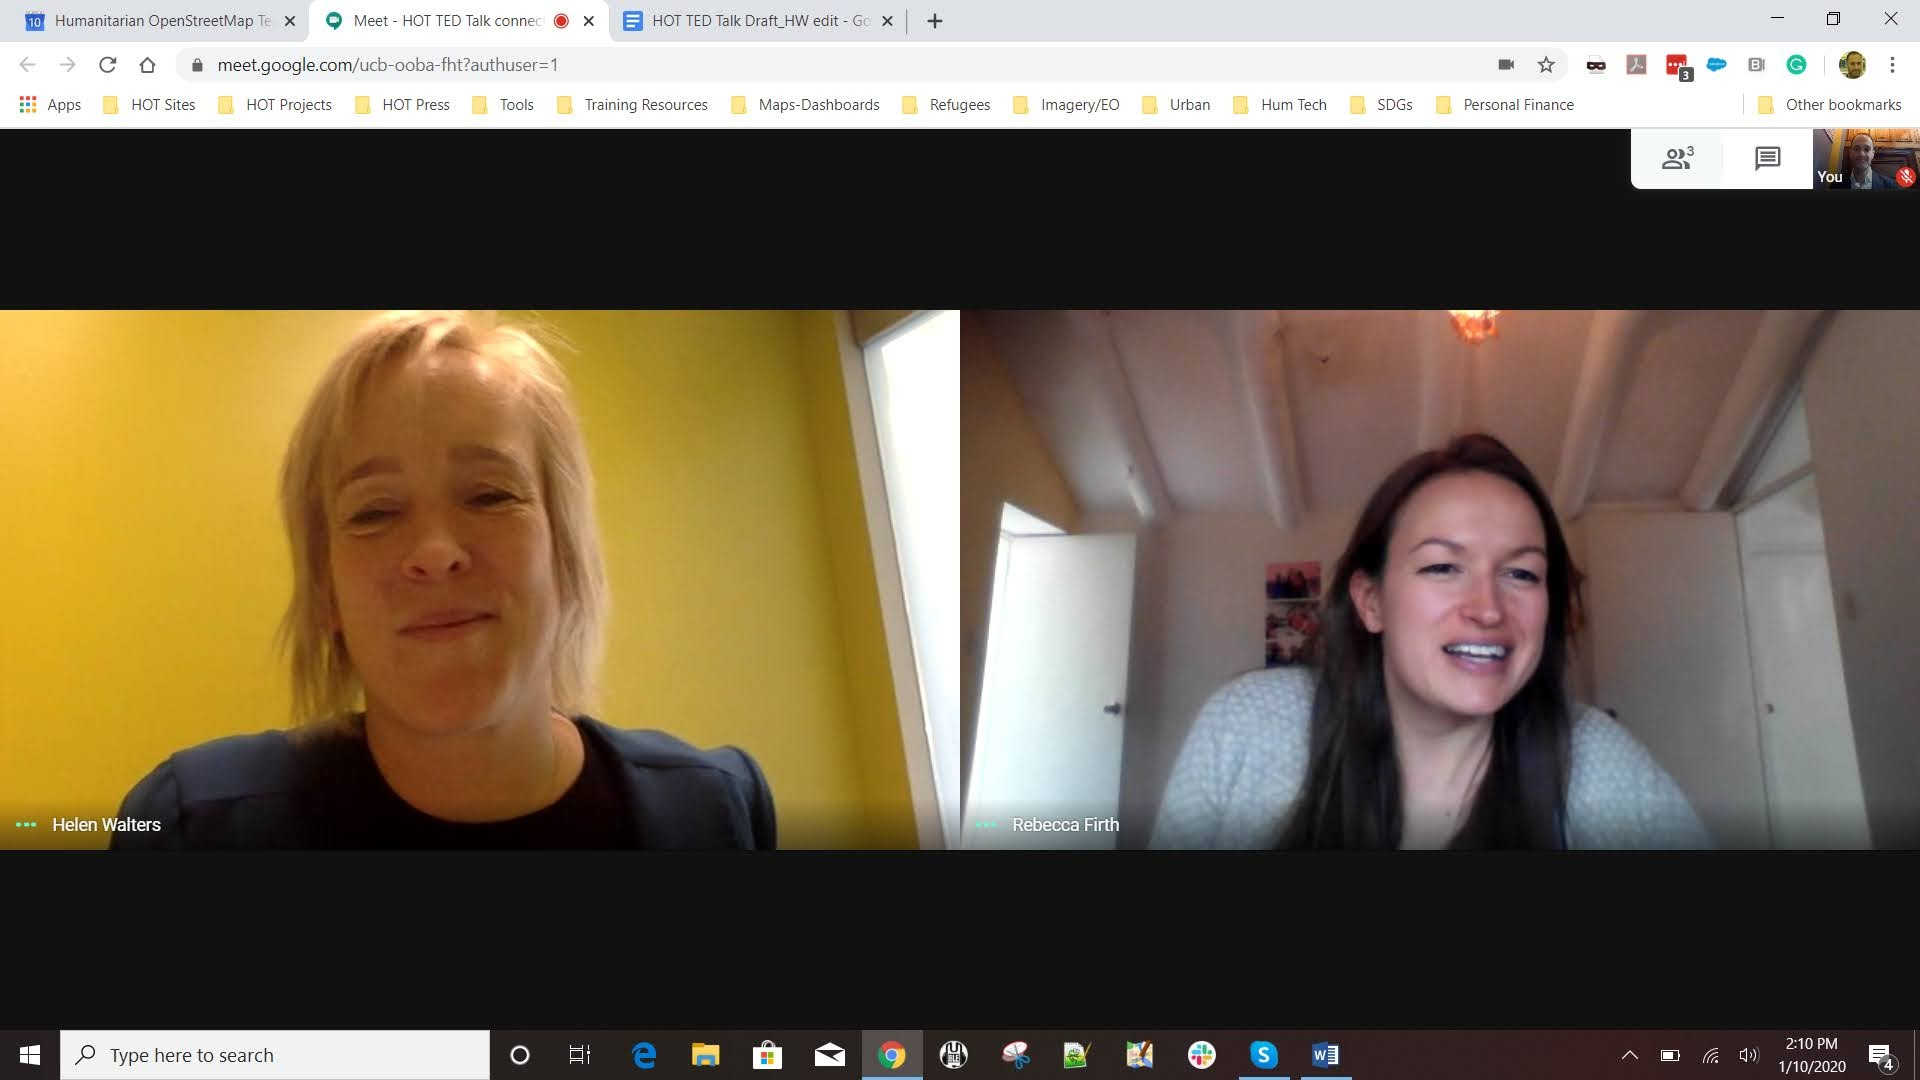 10
Humanitarian OpenStreetMap Te
Meet - HOT TED Talk connec
HOT TED Talk Draft_HW edit - Go
meet.google.com/ucb-ooba-fht?authuser=1
3
Apps
HOT Sites
HOT Projects
HOT Press
Tools
Training Resources
Maps-Dashboards
Refugees
Imagery/EO
Urban
Hum Tech
SDGs
Personal Finance
Other bookmarks
3
You
Helen Walters
Rebecca Firth
Type here to search
2:10 PM
1/10/2020
4